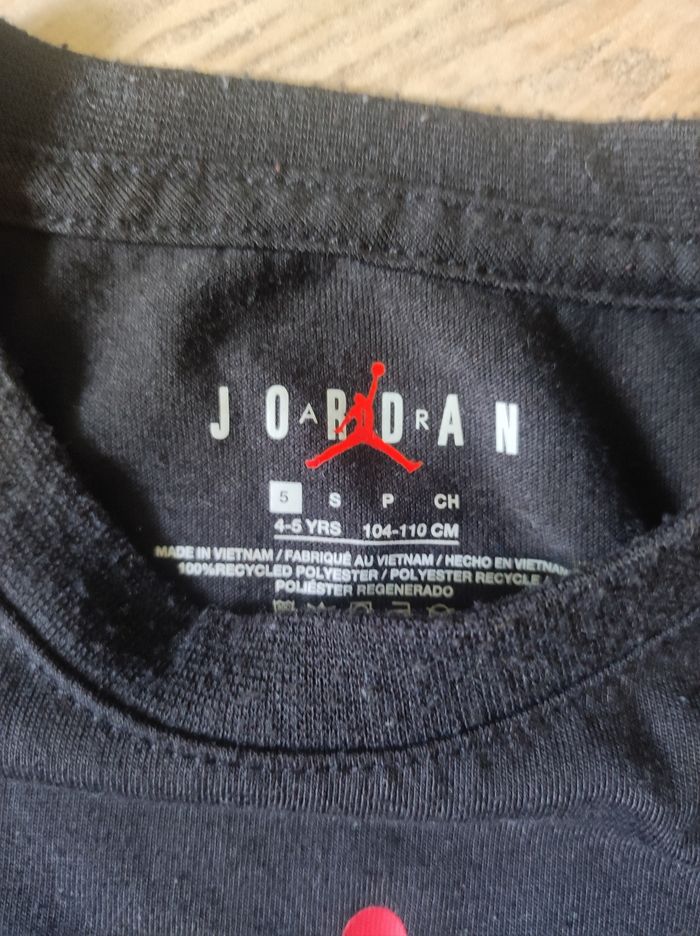 JORDAN
AIR
5 S P CH
4-5 YRS 104-110 CM
MADE IN VIETNAM / FABRIQUÉ AU VIETNAM / HECHO EN VIETNAM
100%RECYCLED POLYESTER / POLYESTER RECYCLE /
POLIÉSTER REGENERADO